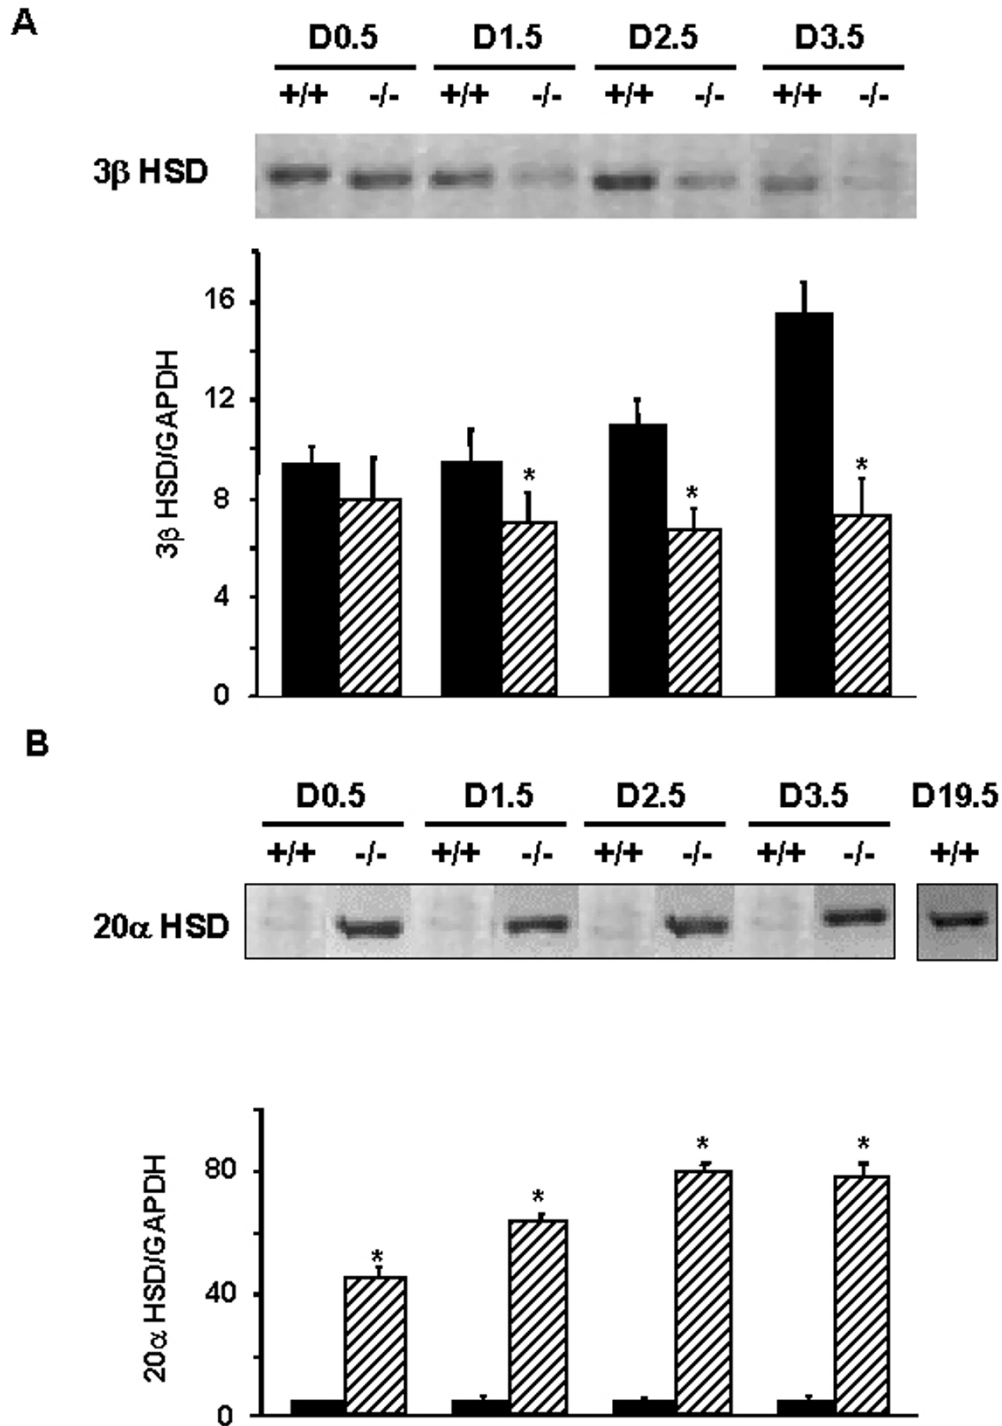 A
D0.5 D1.5 D2.5 D3.5
+/+ -/- +/+ -/- +/+ -/- +/+ -/-
3β HSD
16
12
8
4
0
3β HSD/GAPDH
* * *
B
D0.5 D1.5 D2.5 D3.5 D19.5
+/+ -/- +/+ -/- +/+ -/- +/+ -/- +/+
20α HSD
80
40
0
20α HSD/GAPDH
* * * *